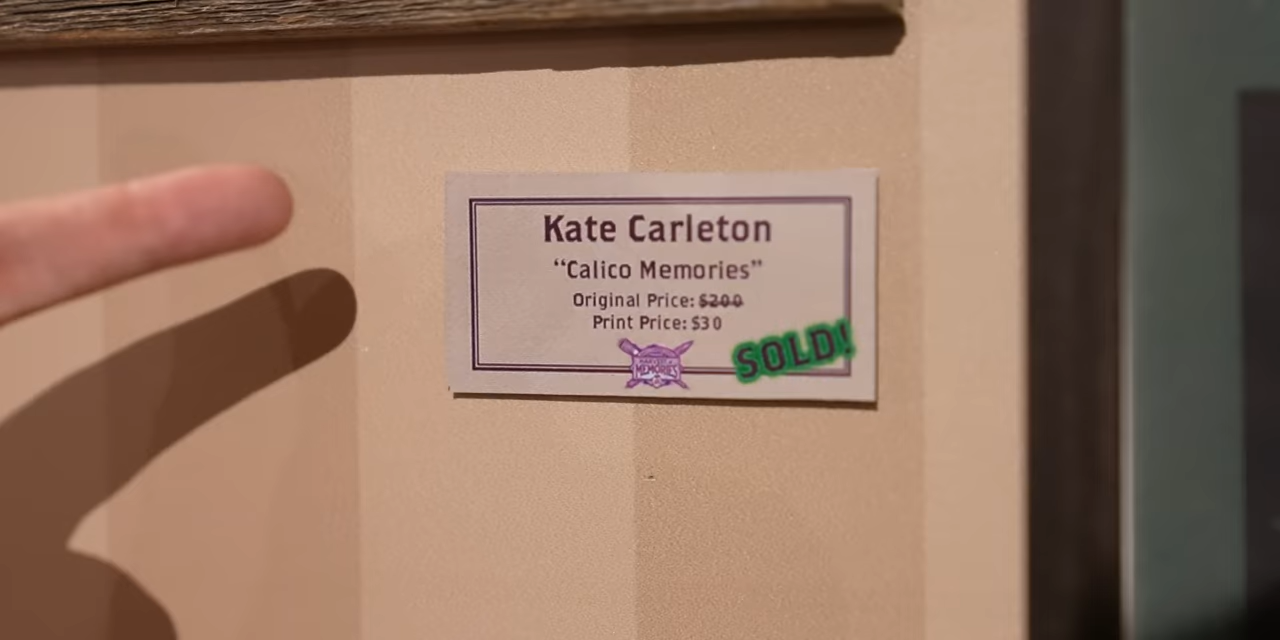 Kate Carleton
“Calico Memories”
Original Price: $200
Print Price: $30
SOLD!
MEMORIES